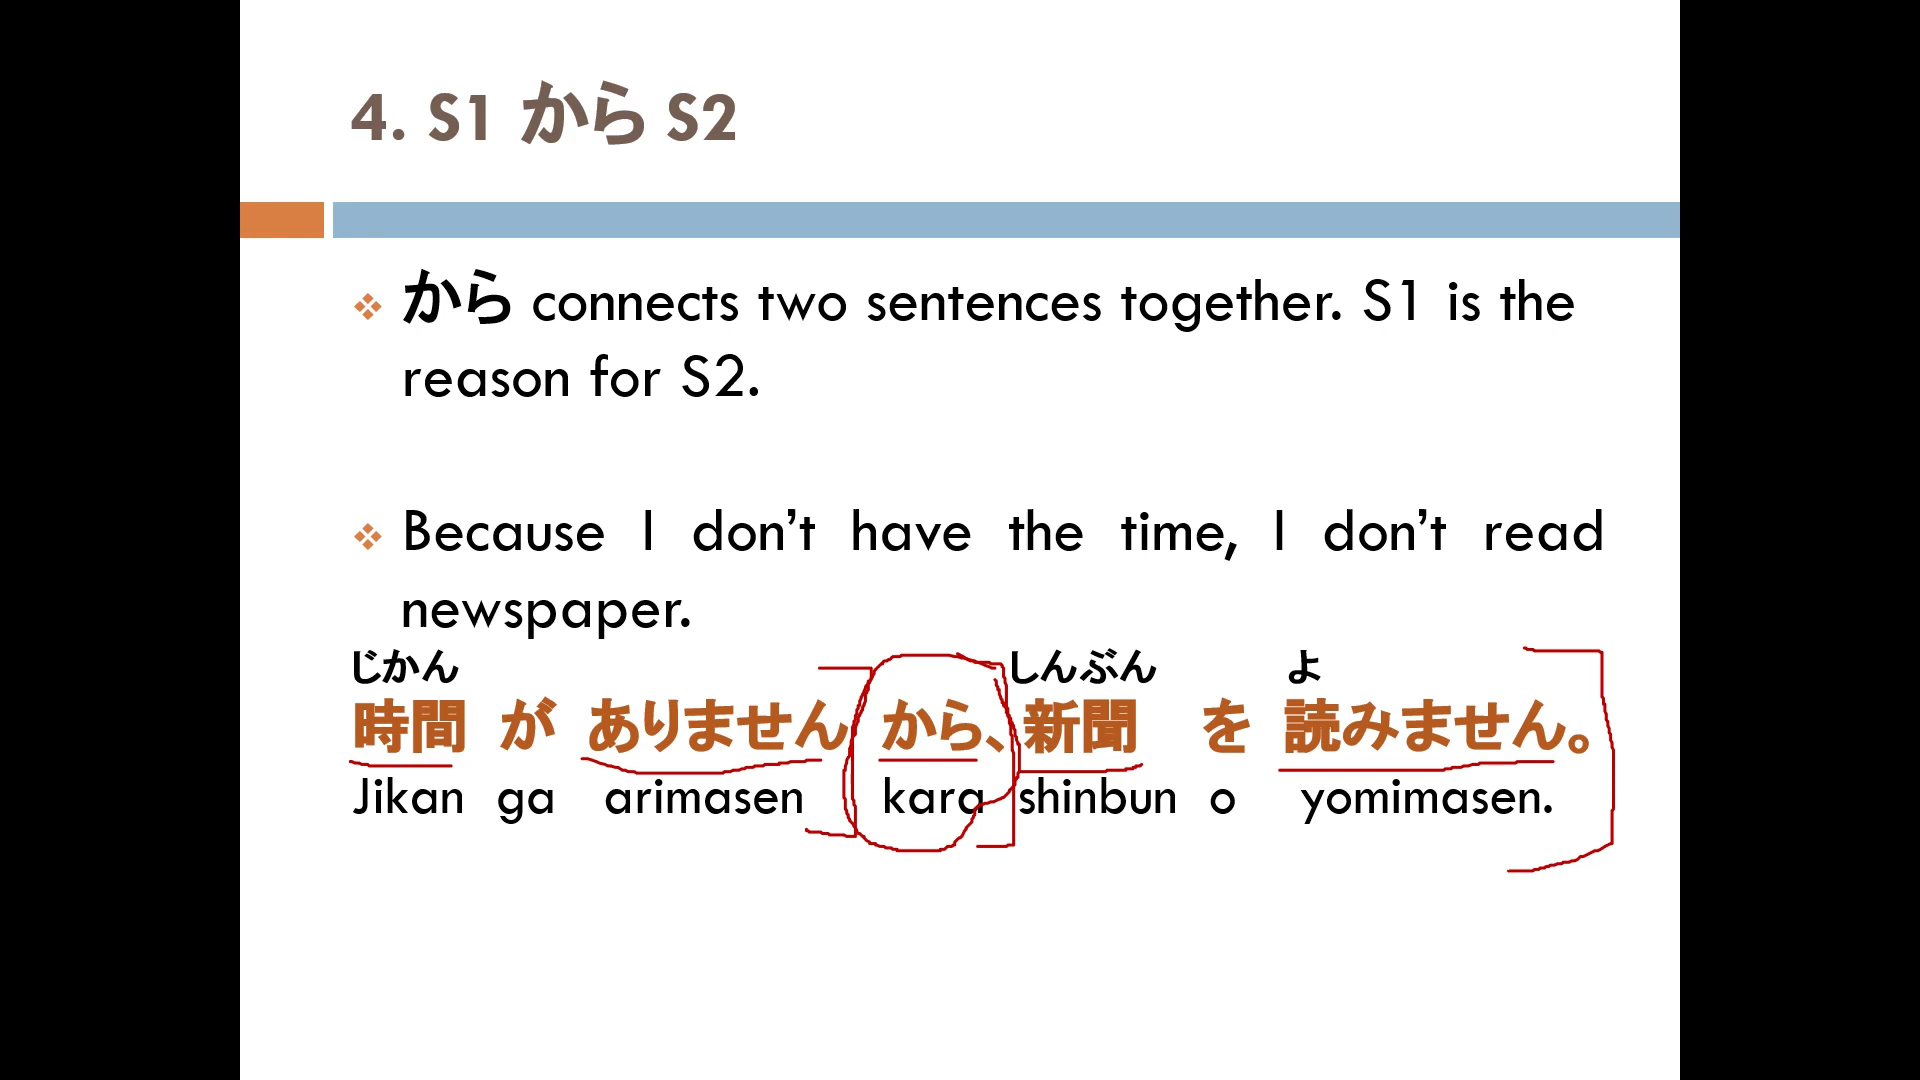 4. S1 から S2
から connects two sentences together. S1 is the
reason for S2.
Because I don’t have the time, I don’t read
newspaper.
じかん しんぶん よ
時間 が ありません から、新聞 を 読みません。
Jikan ga arimasen kara shinbun o yomimasen.